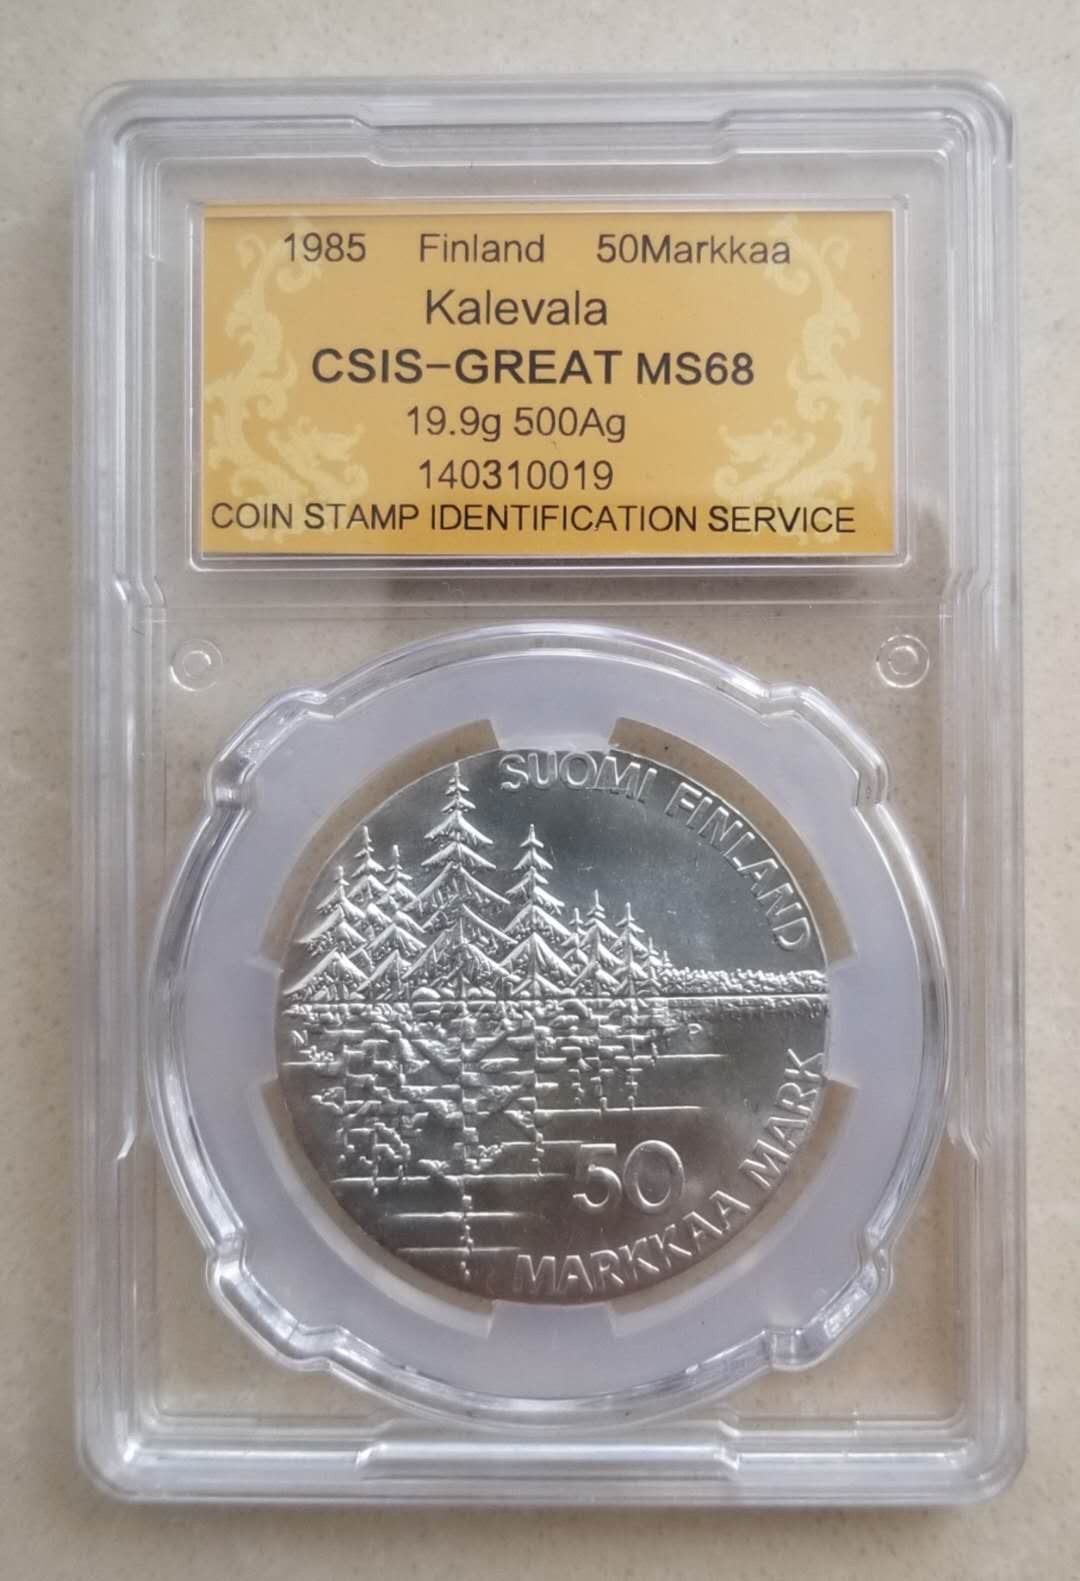 1985 Finland 50Markkaa
Kalevala
CSIS-GREAT MS68
19.9g 500Ag
140310019
COIN STAMP IDENTIFICATION SERVICE
SUOMI FINLAND
N
P
50
MARKKAA MARK